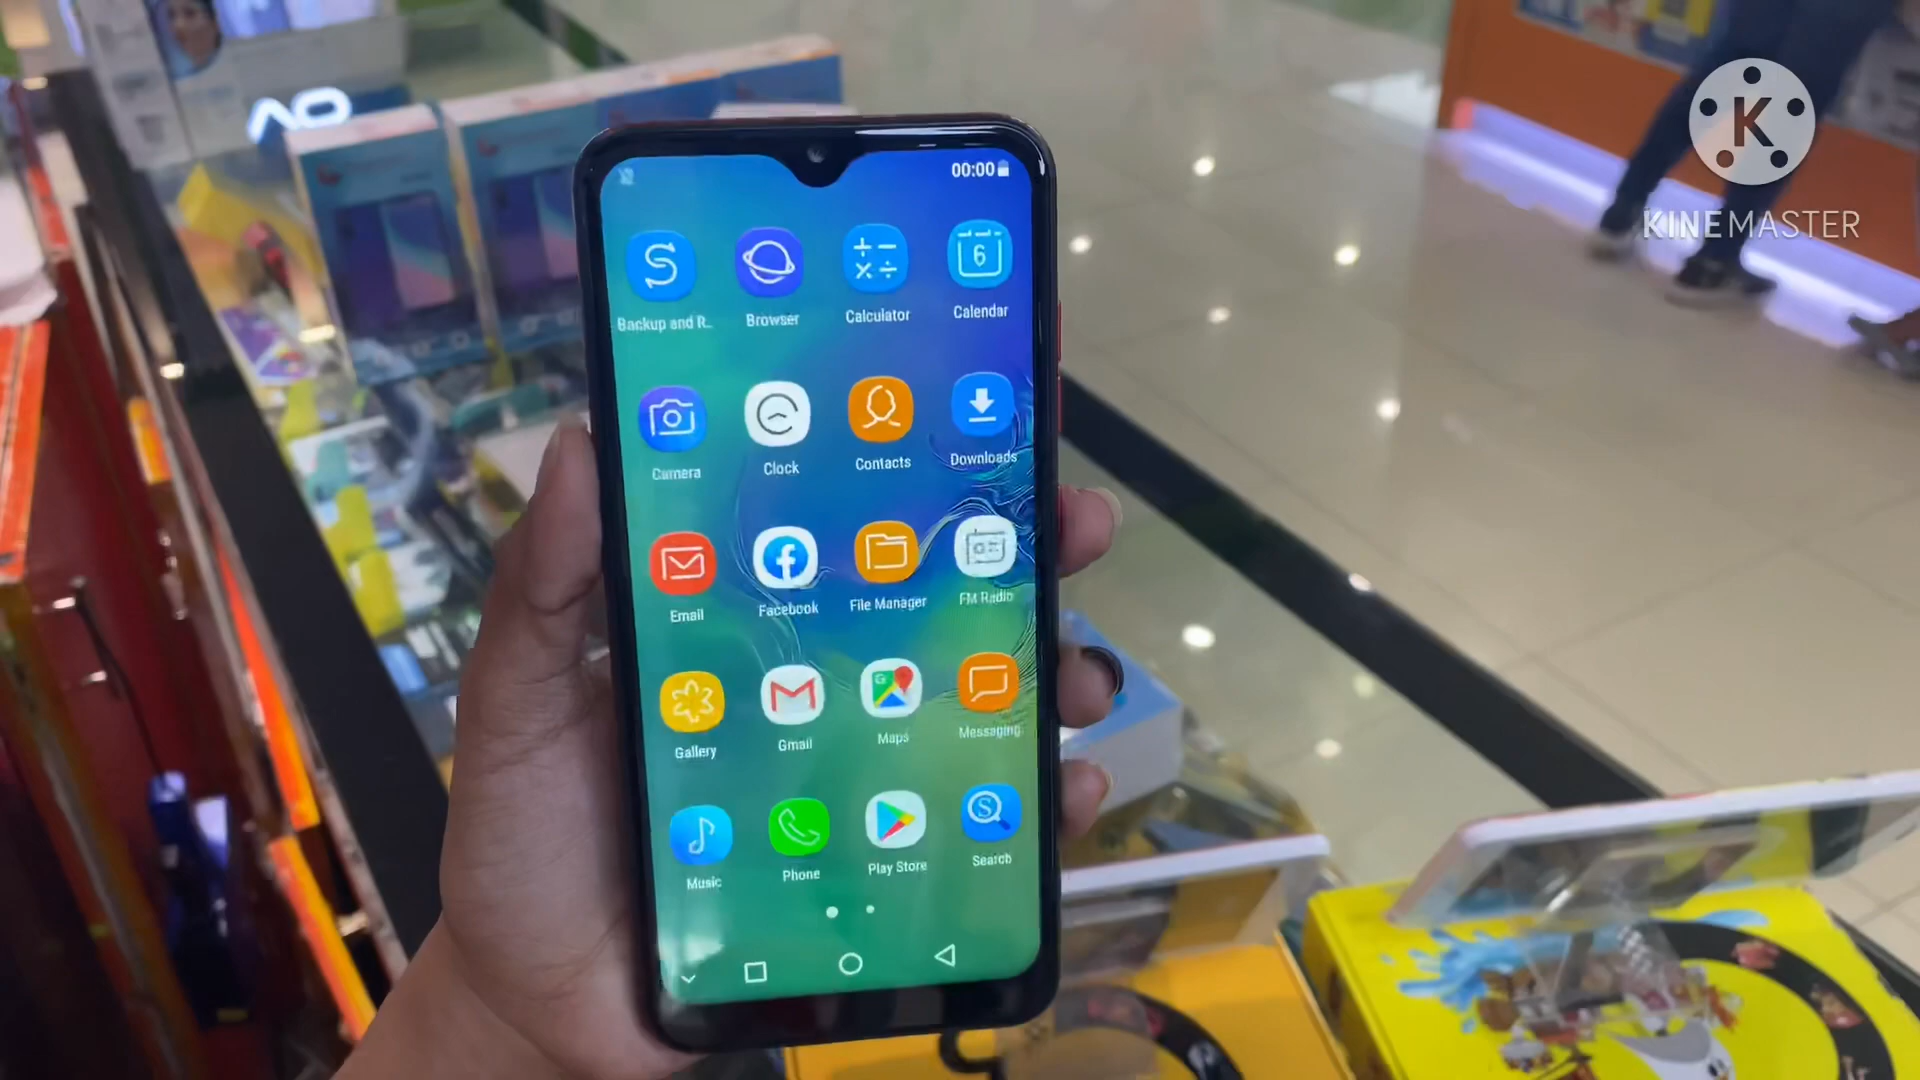 00:00
Backup and R..
Browser
Calculator
6
Calendar
Camera
Clock
Contacts
Downloads
Email
Facebook
File Manager
FM Radio
Gallery
Gmail
Maps
Messaging
Music
Phone
Play Store
Search
K
KINEMASTER